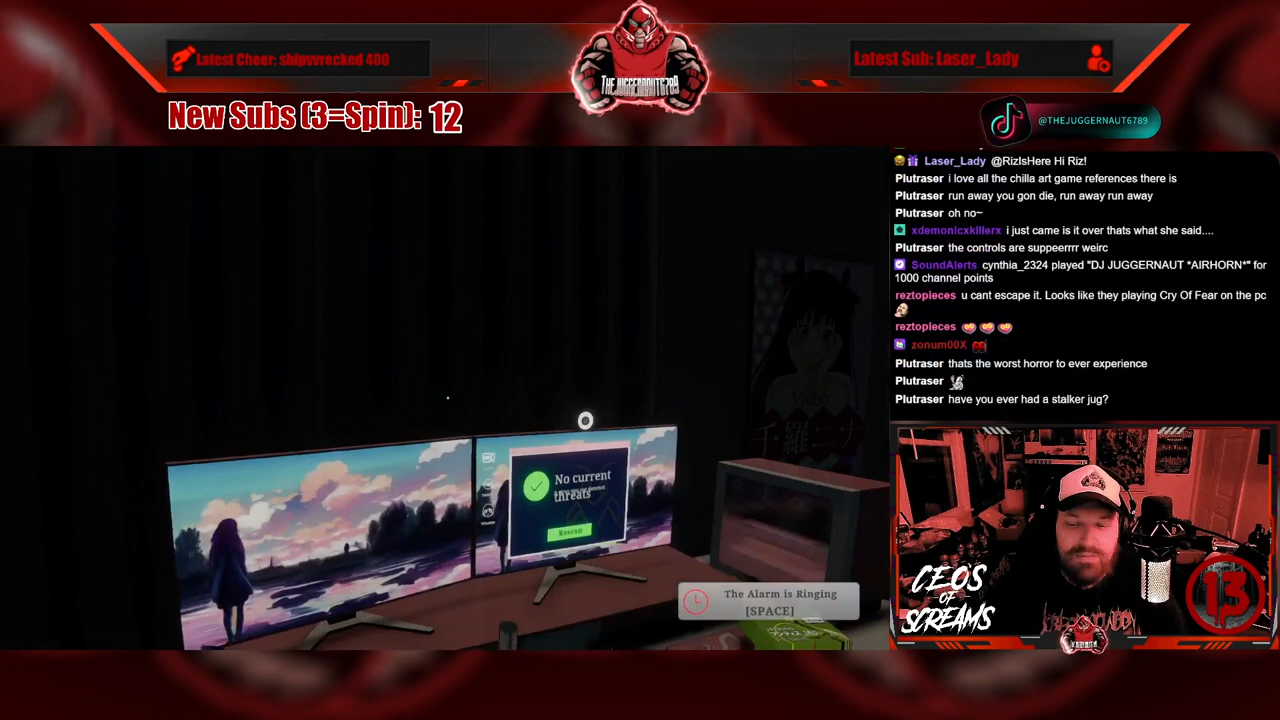 Latest Cheer: shipvvrecked 400
THEJUGGERNAUT6789
Latest Sub: Laser_Lady
New Subs (3=Spin): 12
@THEJUGGERNAUT6789
Laser_Lady @RizIsHere Hi Riz!
Plutraser i love all the chilla art game references there is
Plutraser run away you gon die, run away run away
Plutraser oh no~
xdemonicxkillerx i just came is it over thats what she said....
Plutraser the controls are suppeerrrr weirc
SoundAlerts cynthia_2324 played "DJ JUGGERNAUT *AIRHORN*" for
1000 channel points
reztopieces u cant escape it. Looks like they playing Cry Of Fear on the pc
reztopieces
zonum00X
Plutraser thats the worst horror to ever experience
Plutraser
Plutraser have you ever had a stalker jug?
No current
threats
Rescan
The Alarm is Ringing
[SPACE]
CEOS
OF
SCREAMS
13